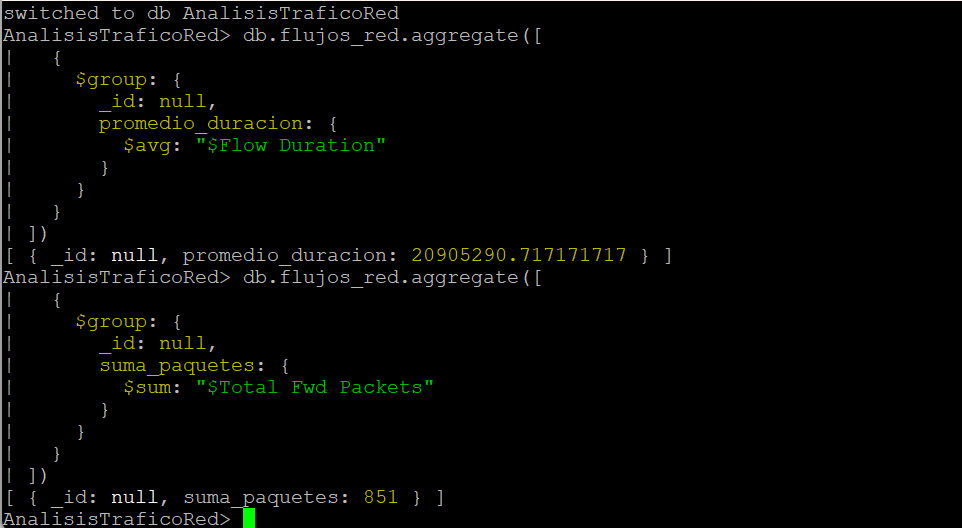 switched to db AnalisisTraficoRed
AnalisisTraficoRed> db.flujos_red.aggregate([
|   {
|     $group: {
|       _id: null,
|       promedio_duracion: {
|         $avg: "$Flow Duration"
|       }
|     }
|   }
| ])
[ { _id: null, promedio_duracion: 20905290.717171717 } ]
AnalisisTraficoRed> db.flujos_red.aggregate([
|   {
|     $group: {
|       _id: null,
|       suma_paquetes: {
|         $sum: "$Total Fwd Packets"
|       }
|     }
|   }
| ])
[ { _id: null, suma_paquetes: 851 } ]
AnalisisTraficoRed>